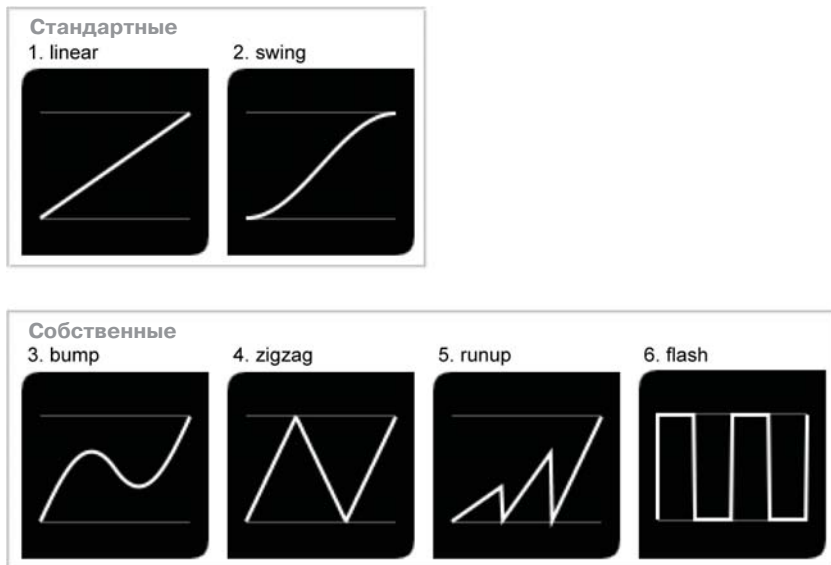 Стандартные
1. linear 2. swing
Собственные
3. bump 4. zigzag 5. runup 6. flash